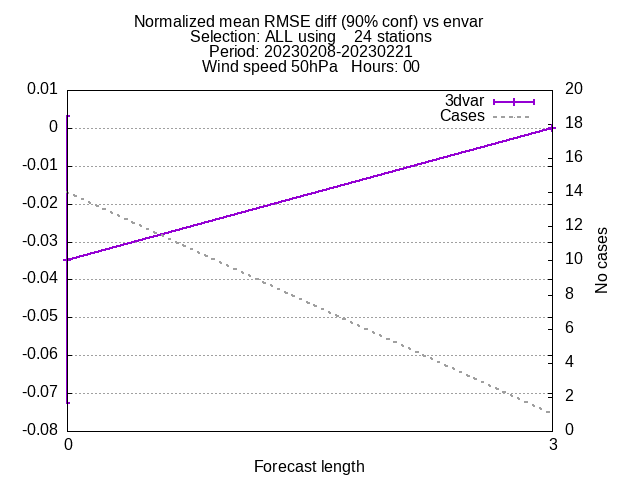 Normalized mean RMSE diff (90% conf) vs envar
Selection: ALL using    24 stations
Period: 20230208-20230221
Wind speed 50hPa   Hours: 00
3dvar
Cases
0.01
0
-0.01
-0.02
-0.03
-0.04
-0.05
-0.06
-0.07
-0.08
20
18
16
14
12
10
8
6
4
2
0
No cases
0
3
Forecast length